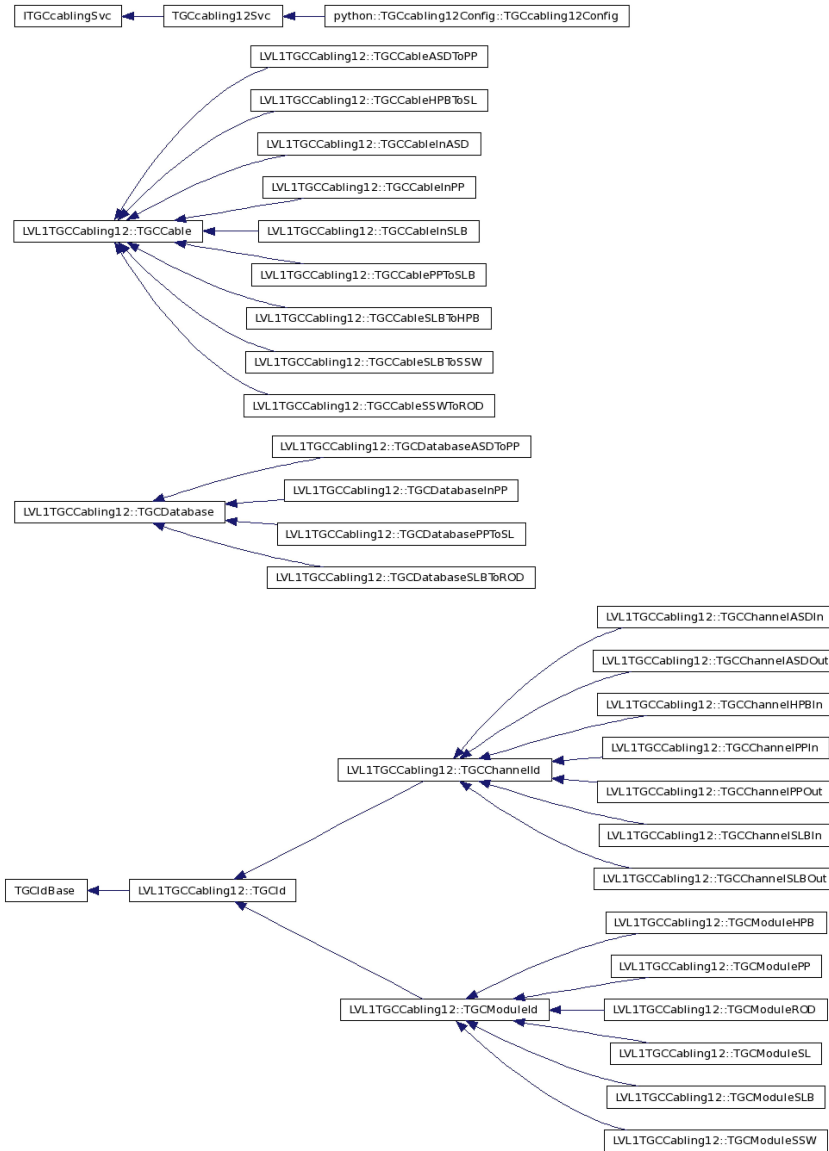 ITGCcablingSvc
TGCcabling12Svc
python::TGCcabling12Config::TGCcabling12Config
LVL1TGCCabling12::TGCCableASDToPP
LVL1TGCCabling12::TGCCableHPBToSL
LVL1TGCCabling12::TGCCableInASD
LVL1TGCCabling12::TGCCableInPP
LVL1TGCCabling12::TGCCable
LVL1TGCCabling12::TGCCableInSLB
LVL1TGCCabling12::TGCCablePPToSLB
LVL1TGCCabling12::TGCCableSLBToHPB
LVL1TGCCabling12::TGCCableSLBToSSW
LVL1TGCCabling12::TGCCableSSWToROD
LVL1TGCCabling12::TGCDatabaseASDToPP
LVL1TGCCabling12::TGCDatabaseInPP
LVL1TGCCabling12::TGCDatabase
LVL1TGCCabling12::TGCDatabasePPToSL
LVL1TGCCabling12::TGCDatabaseSLBToROD
LVL1TGCCabling12::TGCChannelASDIn
LVL1TGCCabling12::TGCChannelASDOut
LVL1TGCCabling12::TGCChannelHPBIn
LVL1TGCCabling12::TGCChannelPPIn
LVL1TGCCabling12::TGCChannelId
LVL1TGCCabling12::TGCChannelPPOut
LVL1TGCCabling12::TGCChannelSLBIn
LVL1TGCCabling12::TGCChannelSLBOut
TGCIdBase
LVL1TGCCabling12::TGCId
LVL1TGCCabling12::TGCModuleHPB
LVL1TGCCabling12::TGCModulePP
LVL1TGCCabling12::TGCModuleId
LVL1TGCCabling12::TGCModuleROD
LVL1TGCCabling12::TGCModuleSL
LVL1TGCCabling12::TGCModuleSLB
LVL1TGCCabling12::TGCModuleSSW